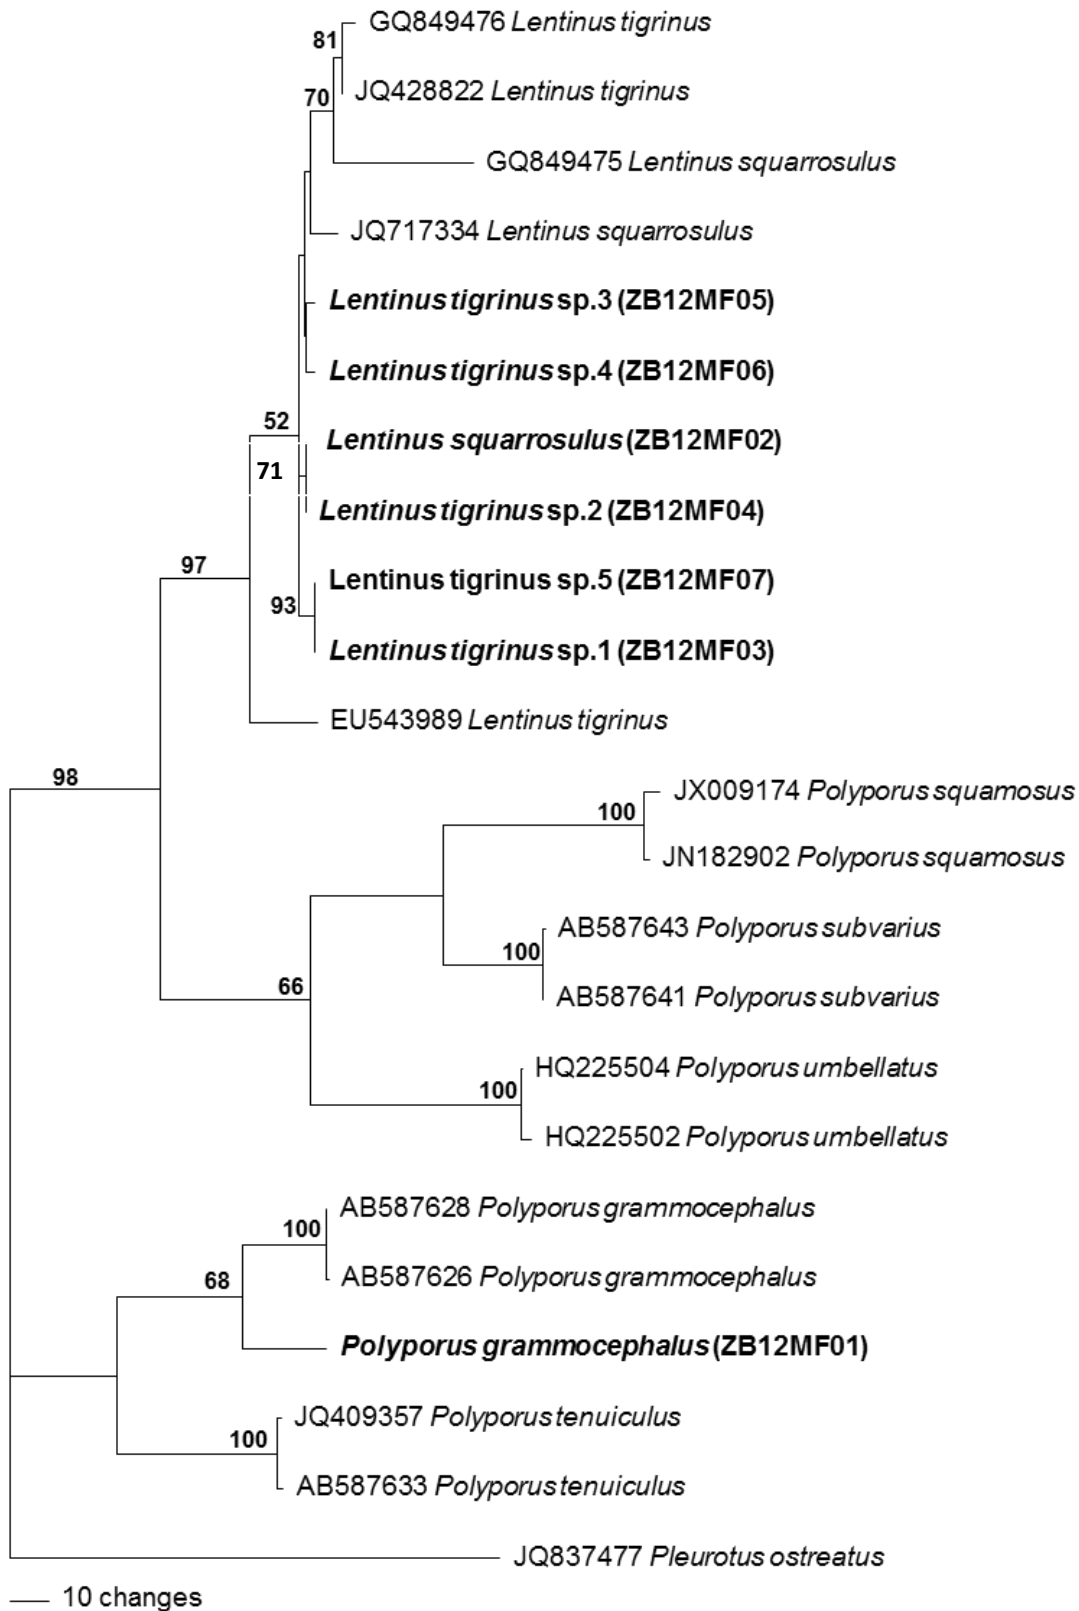 GQ849476 Lentinus tigrinus
81
JQ428822 Lentinus tigrinus
70
GQ849475 Lentinus squarrosulus
JQ717334 Lentinus squarrosulus
Lentinus tigrinus sp.3 (ZB12MF05)
Lentinus tigrinus sp.4 (ZB12MF06)
52
Lentinus squarrosulus (ZB12MF02)
71
Lentinus tigrinus sp.2 (ZB12MF04)
97
Lentinus tigrinus sp.5 (ZB12MF07)
93
Lentinus tigrinus sp.1 (ZB12MF03)
EU543989 Lentinus tigrinus
98
JX009174 Polyporus squamosus
100
JN182902 Polyporus squamosus
AB587643 Polyporus subvarius
100
AB587641 Polyporus subvarius
66
HQ225504 Polyporus umbellatus
100
HQ225502 Polyporus umbellatus
AB587628 Polyporus grammocephalus
100
AB587626 Polyporus grammocephalus
68
Polyporus grammocephalus (ZB12MF01)
JQ409357 Polyporus tenuiculus
100
AB587633 Polyporus tenuiculus
JQ837477 Pleurotus ostreatus
10 changes